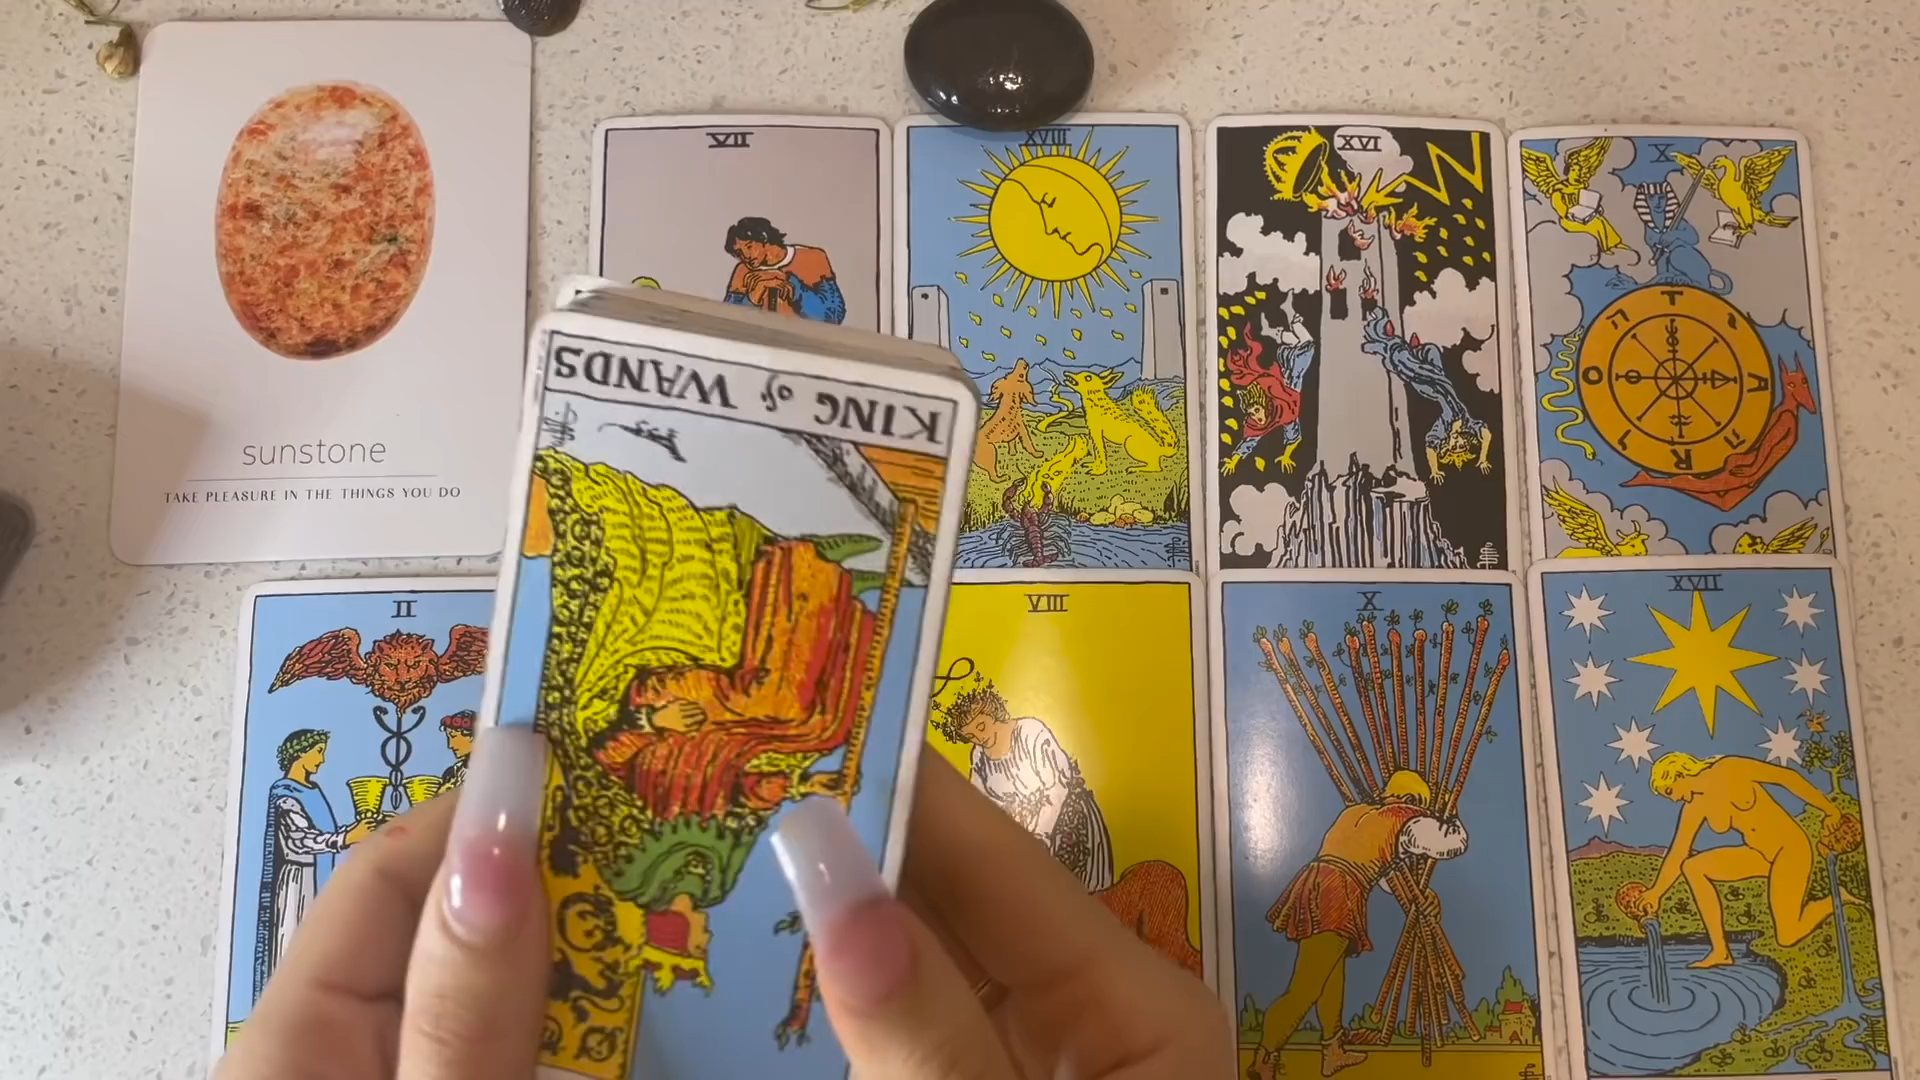 VII
XVIII
XVI
X
sunstone
TAKE PLEASURE IN THE THINGS YOU DO
KING of WANDS
II
VIII
X
XVII
T
A
R
O